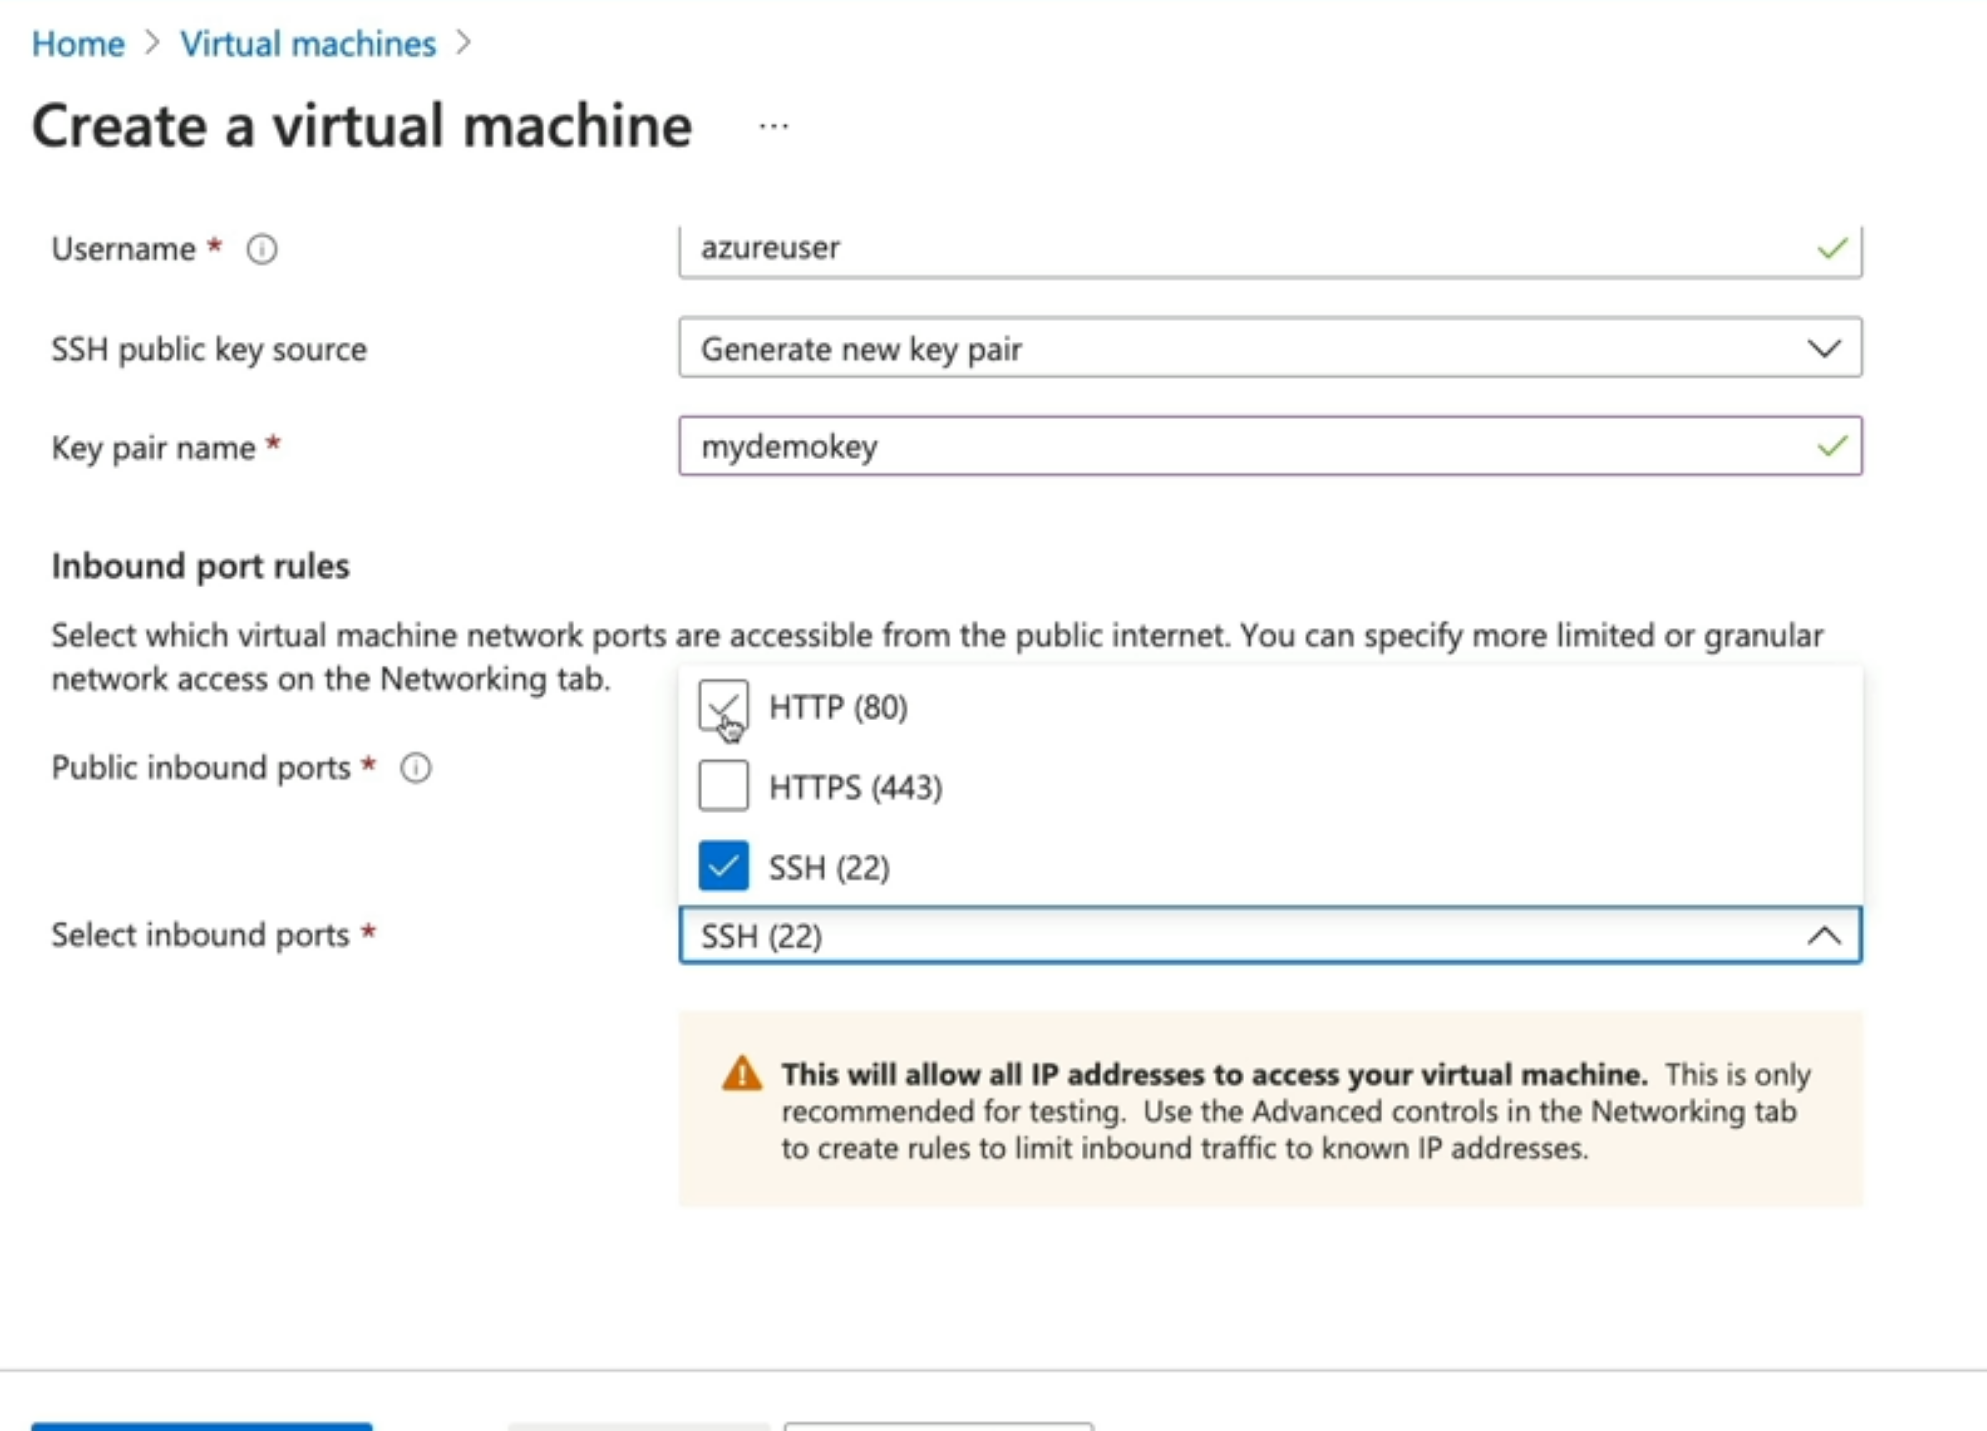 Home > Virtual machines >
Create a virtual machine ...
Username * azureuser
SSH public key source Generate new key pair
Key pair name * mydemokey
Inbound port rules
Select which virtual machine network ports are accessible from the public internet. You can specify more limited or granular
network access on the Networking tab.
HTTP (80)
Public inbound ports *
HTTPS (443)
SSH (22)
Select inbound ports * SSH (22)
This will allow all IP addresses to access your virtual machine. This is only
recommended for testing. Use the Advanced controls in the Networking tab
to create rules to limit inbound traffic to known IP addresses.